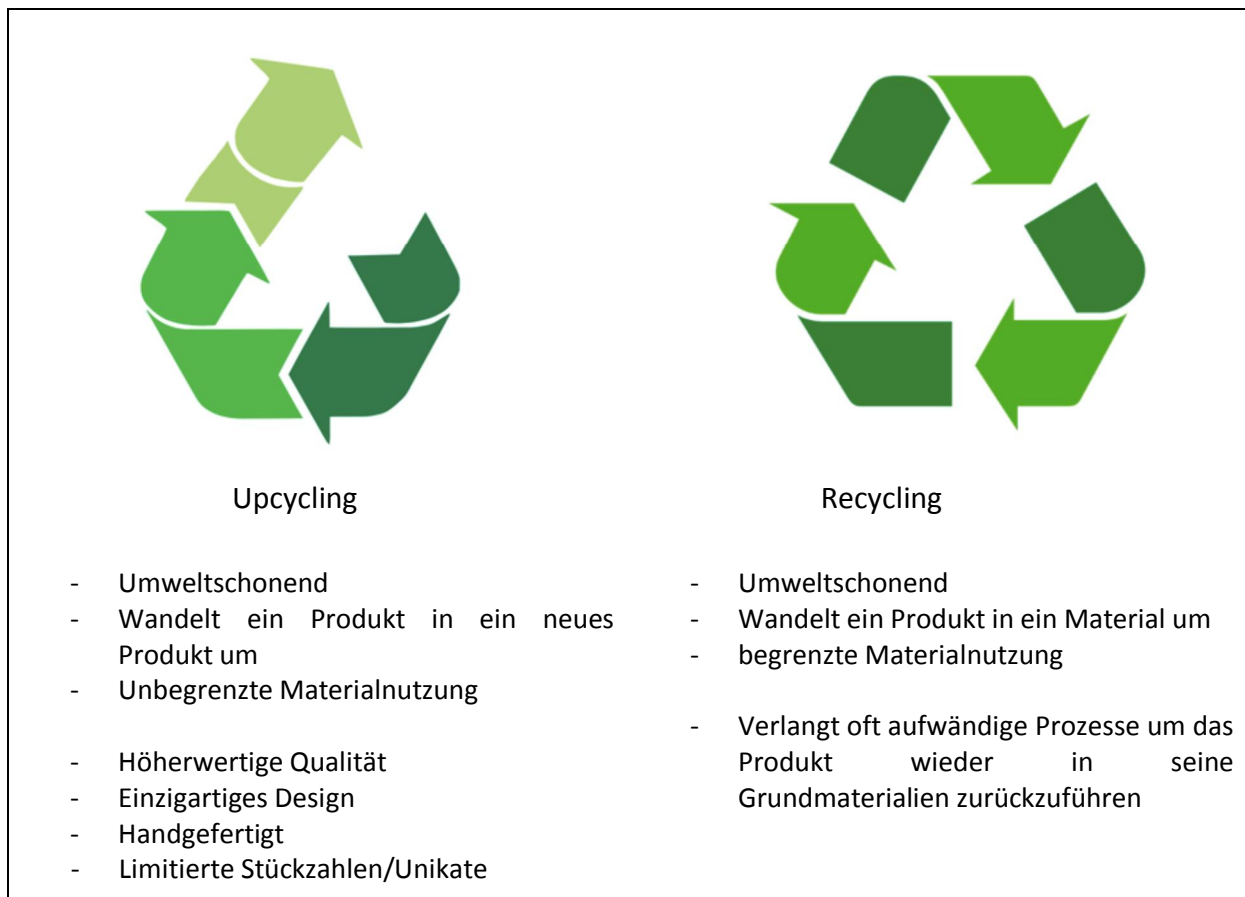 Upcycling
- Umweltschonend
- Wandelt ein Produkt in ein neues
Produkt um
- Unbegrenzte Materialnutzung
- Höherwertige Qualität
- Einzigartiges Design
- Handgefertigt
- Limitierte Stückzahlen/Unikate
Recycling
- Umweltschonend
- Wandelt ein Produkt in ein Material um
- begrenzte Materialnutzung
- Verlangt oft aufwändige Prozesse um das
Produkt wieder in seine
Grundmaterialien zurückzuführen